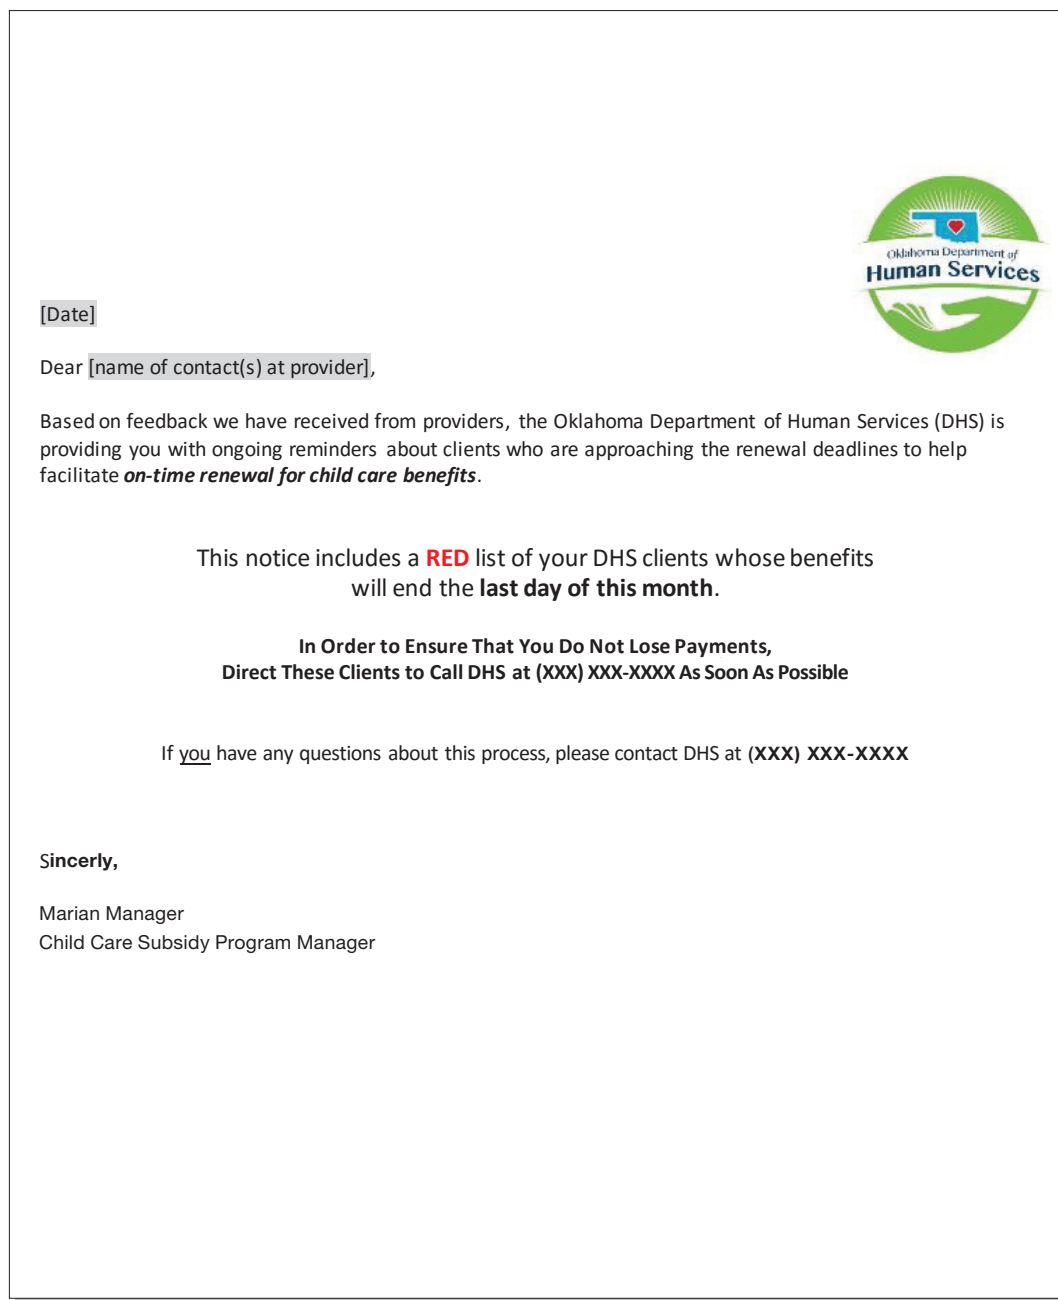 Oklahoma Department of
Human Services
[Date]
Dear [name of contact(s) at provider],
Based on feedback we have received from providers, the Oklahoma Department of Human Services (DHS) is
providing you with ongoing reminders about clients who are approaching the renewal deadlines to help
facilitate on-time renewal for child care benefits.
This notice includes a RED list of your DHS clients whose benefits
will end the last day of this month.
In Order to Ensure That You Do Not Lose Payments,
Direct These Clients to Call DHS at (XXX) XXX-XXXX As Soon As Possible
If you have any questions about this process, please contact DHS at (XXX) XXX-XXXX
Sincerly,
Marian Manager
Child Care Subsidy Program Manager